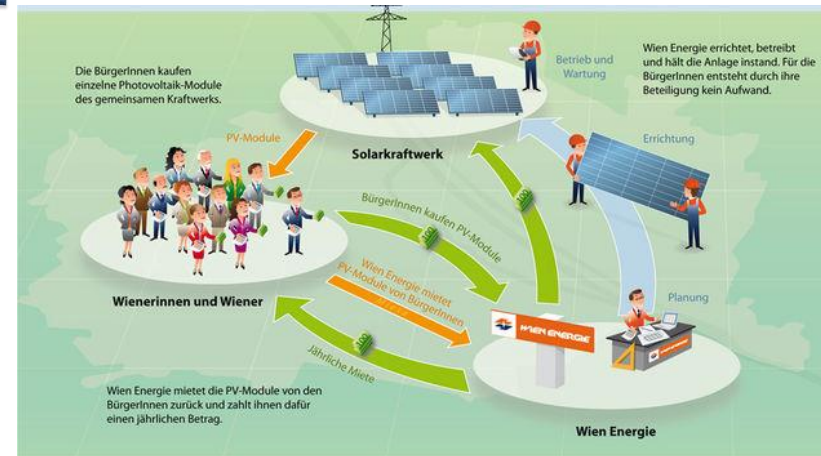 Die BürgerInnen kaufen
einzelne Photovoltaik-Module
des gemeinsamen Kraftwerks.
Betrieb und
Wartung
Wien Energie errichtet, betreibt
und hält die Anlage instand. Für die
BürgerInnen entsteht durch ihre
Beteiligung kein Aufwand.
PV-Module
Solarkraftwerk
Errichtung
100
BürgerInnen kaufen PV-Module
100
Wien Energie mietet
PV-Module von BürgerInnen
Wienerinnen und Wiener
Planung
WIEN ENERGIE
100
Jährliche Miete
Wien Energie mietet die PV-Module von den
BürgerInnen zurück und zahlt ihnen dafür
einen jährlichen Betrag.
Wien Energie